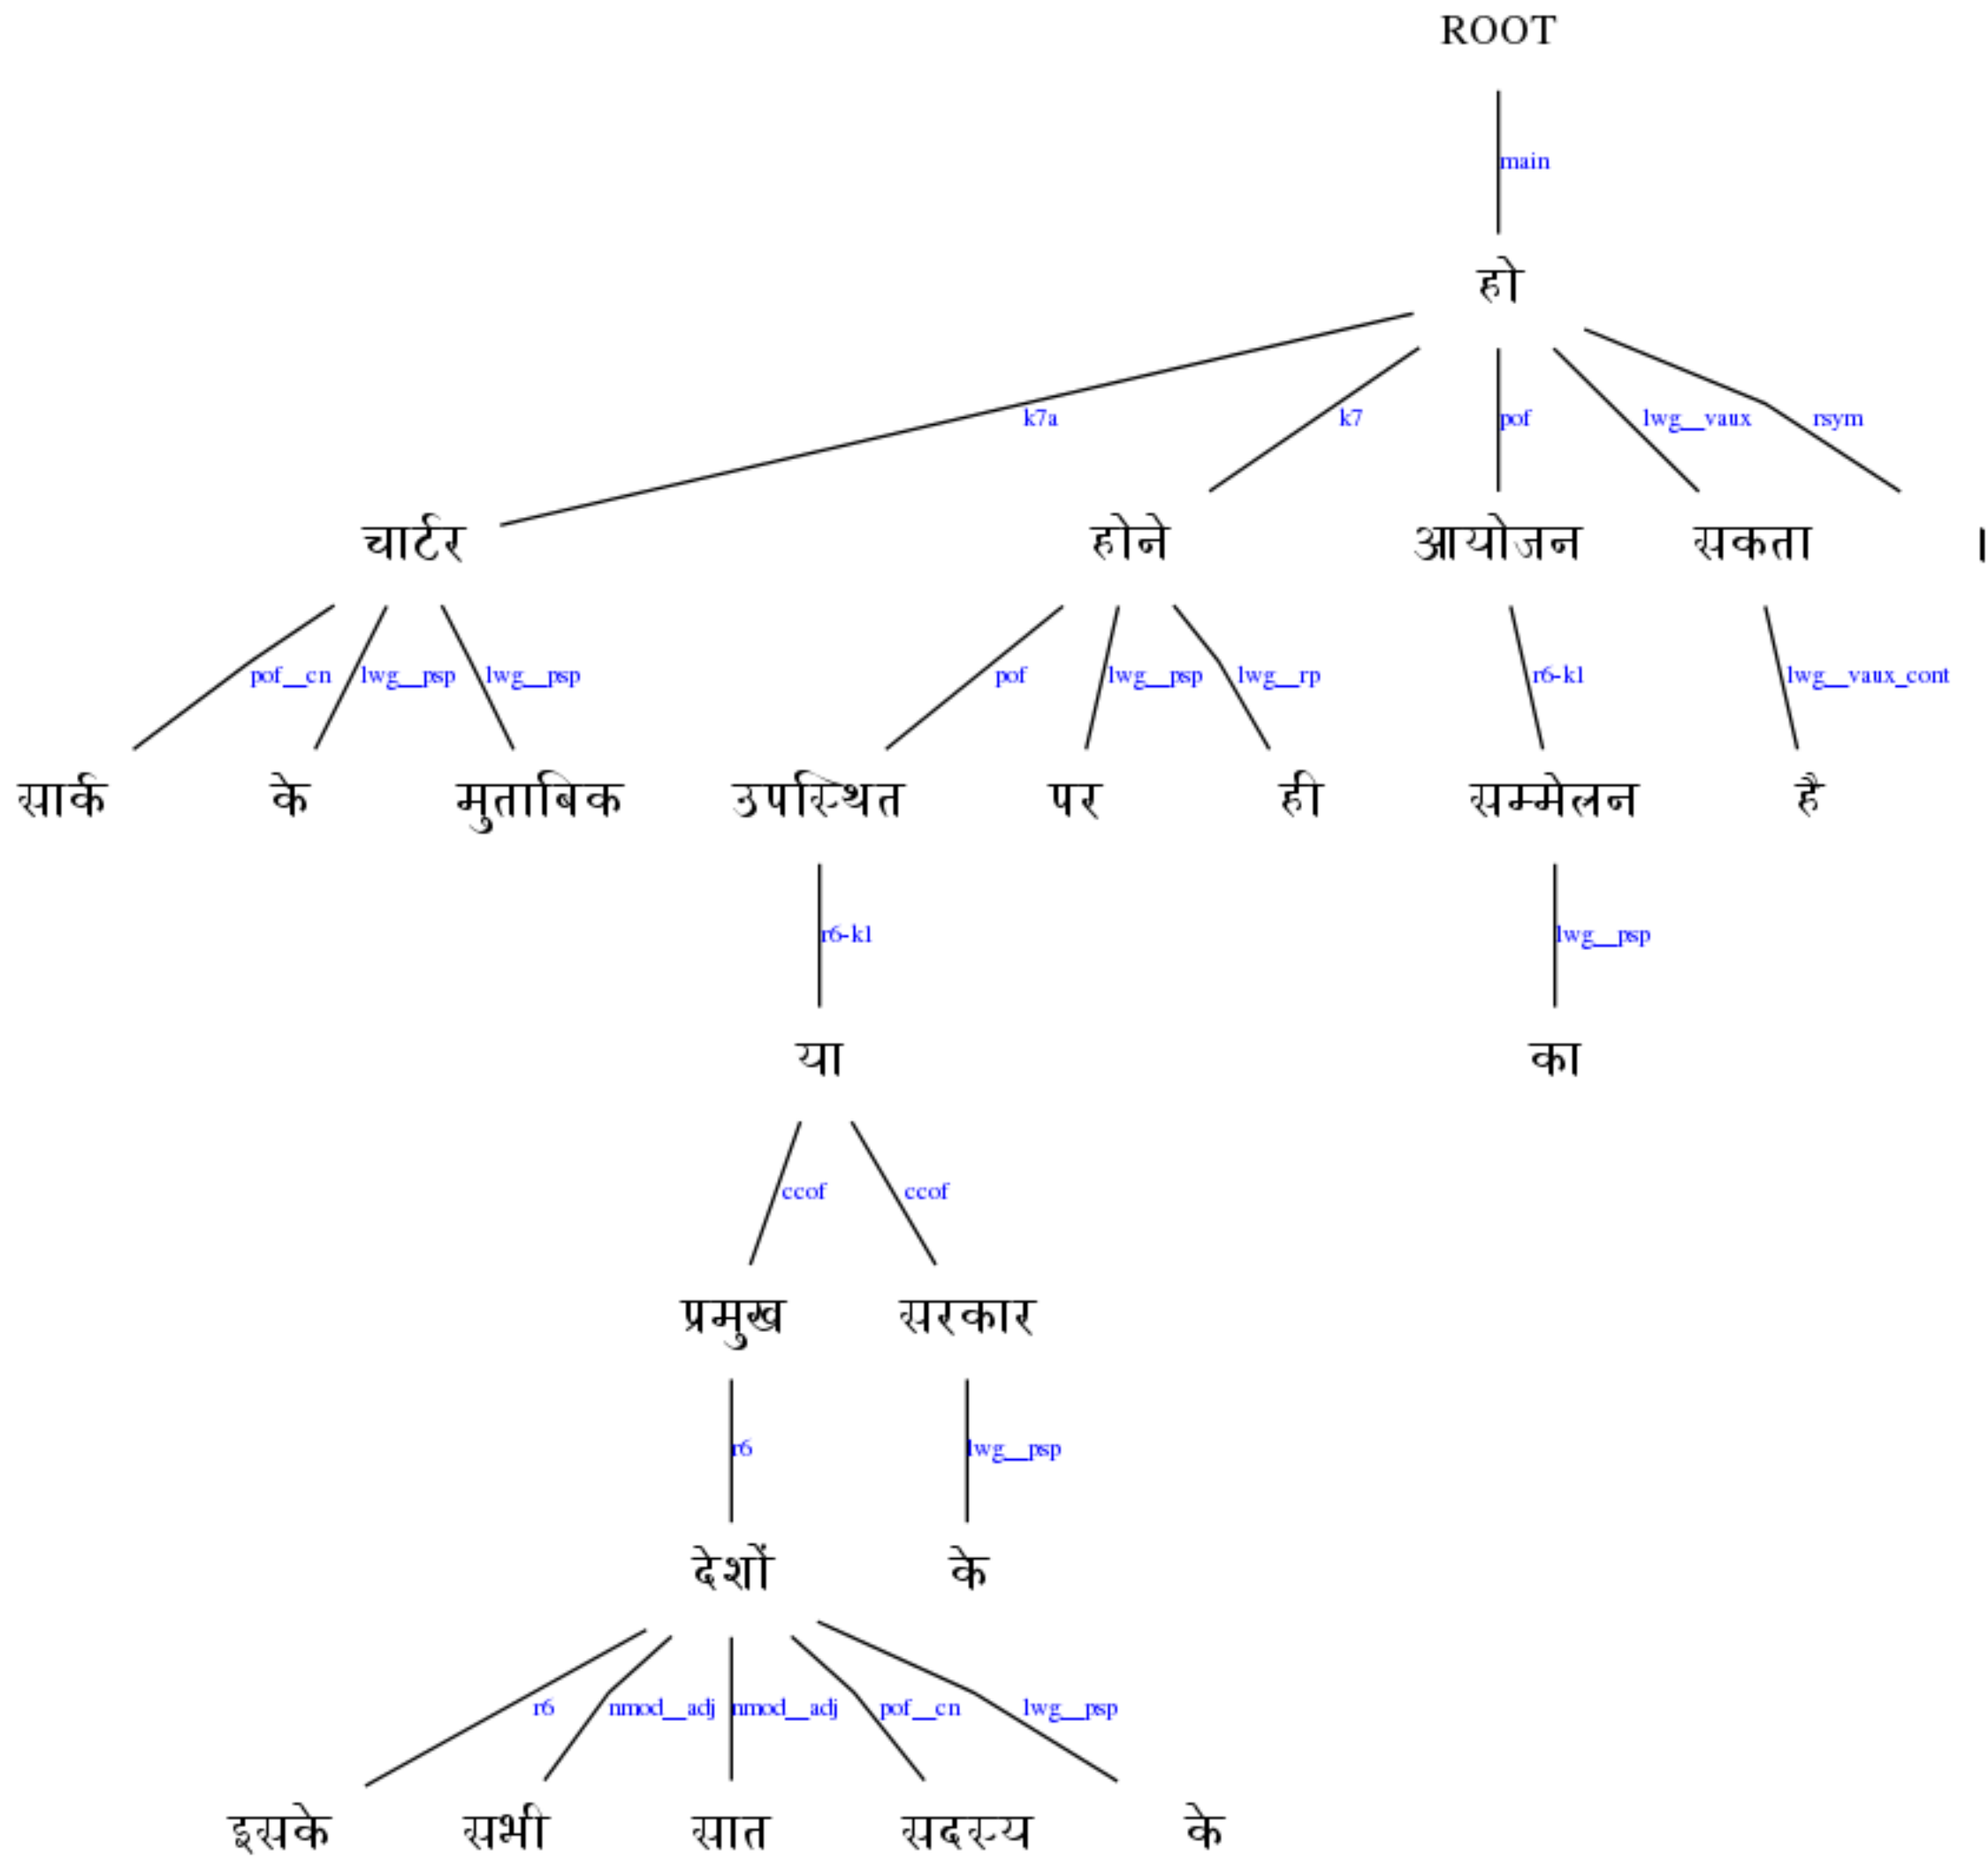 ROOT
main
हो
k7a k7 pof lwg__vaux rsym
चार्टर होने आयोजन सकता ।
pof__cn lwg__psp lwg__psp pof lwg__psp lwg__rp r6-k1 lwg__vaux_cont
सार्क के मुताबिक उपस्थित पर ही सम्मेलन है
r6-k1 lwg__psp
या का
ccof ccof
प्रमुख सरकार
r6 lwg__psp
देशों के
r6 nmod__adj nmod__adj pof__cn lwg__psp
इसके सभी सात सदस्य के